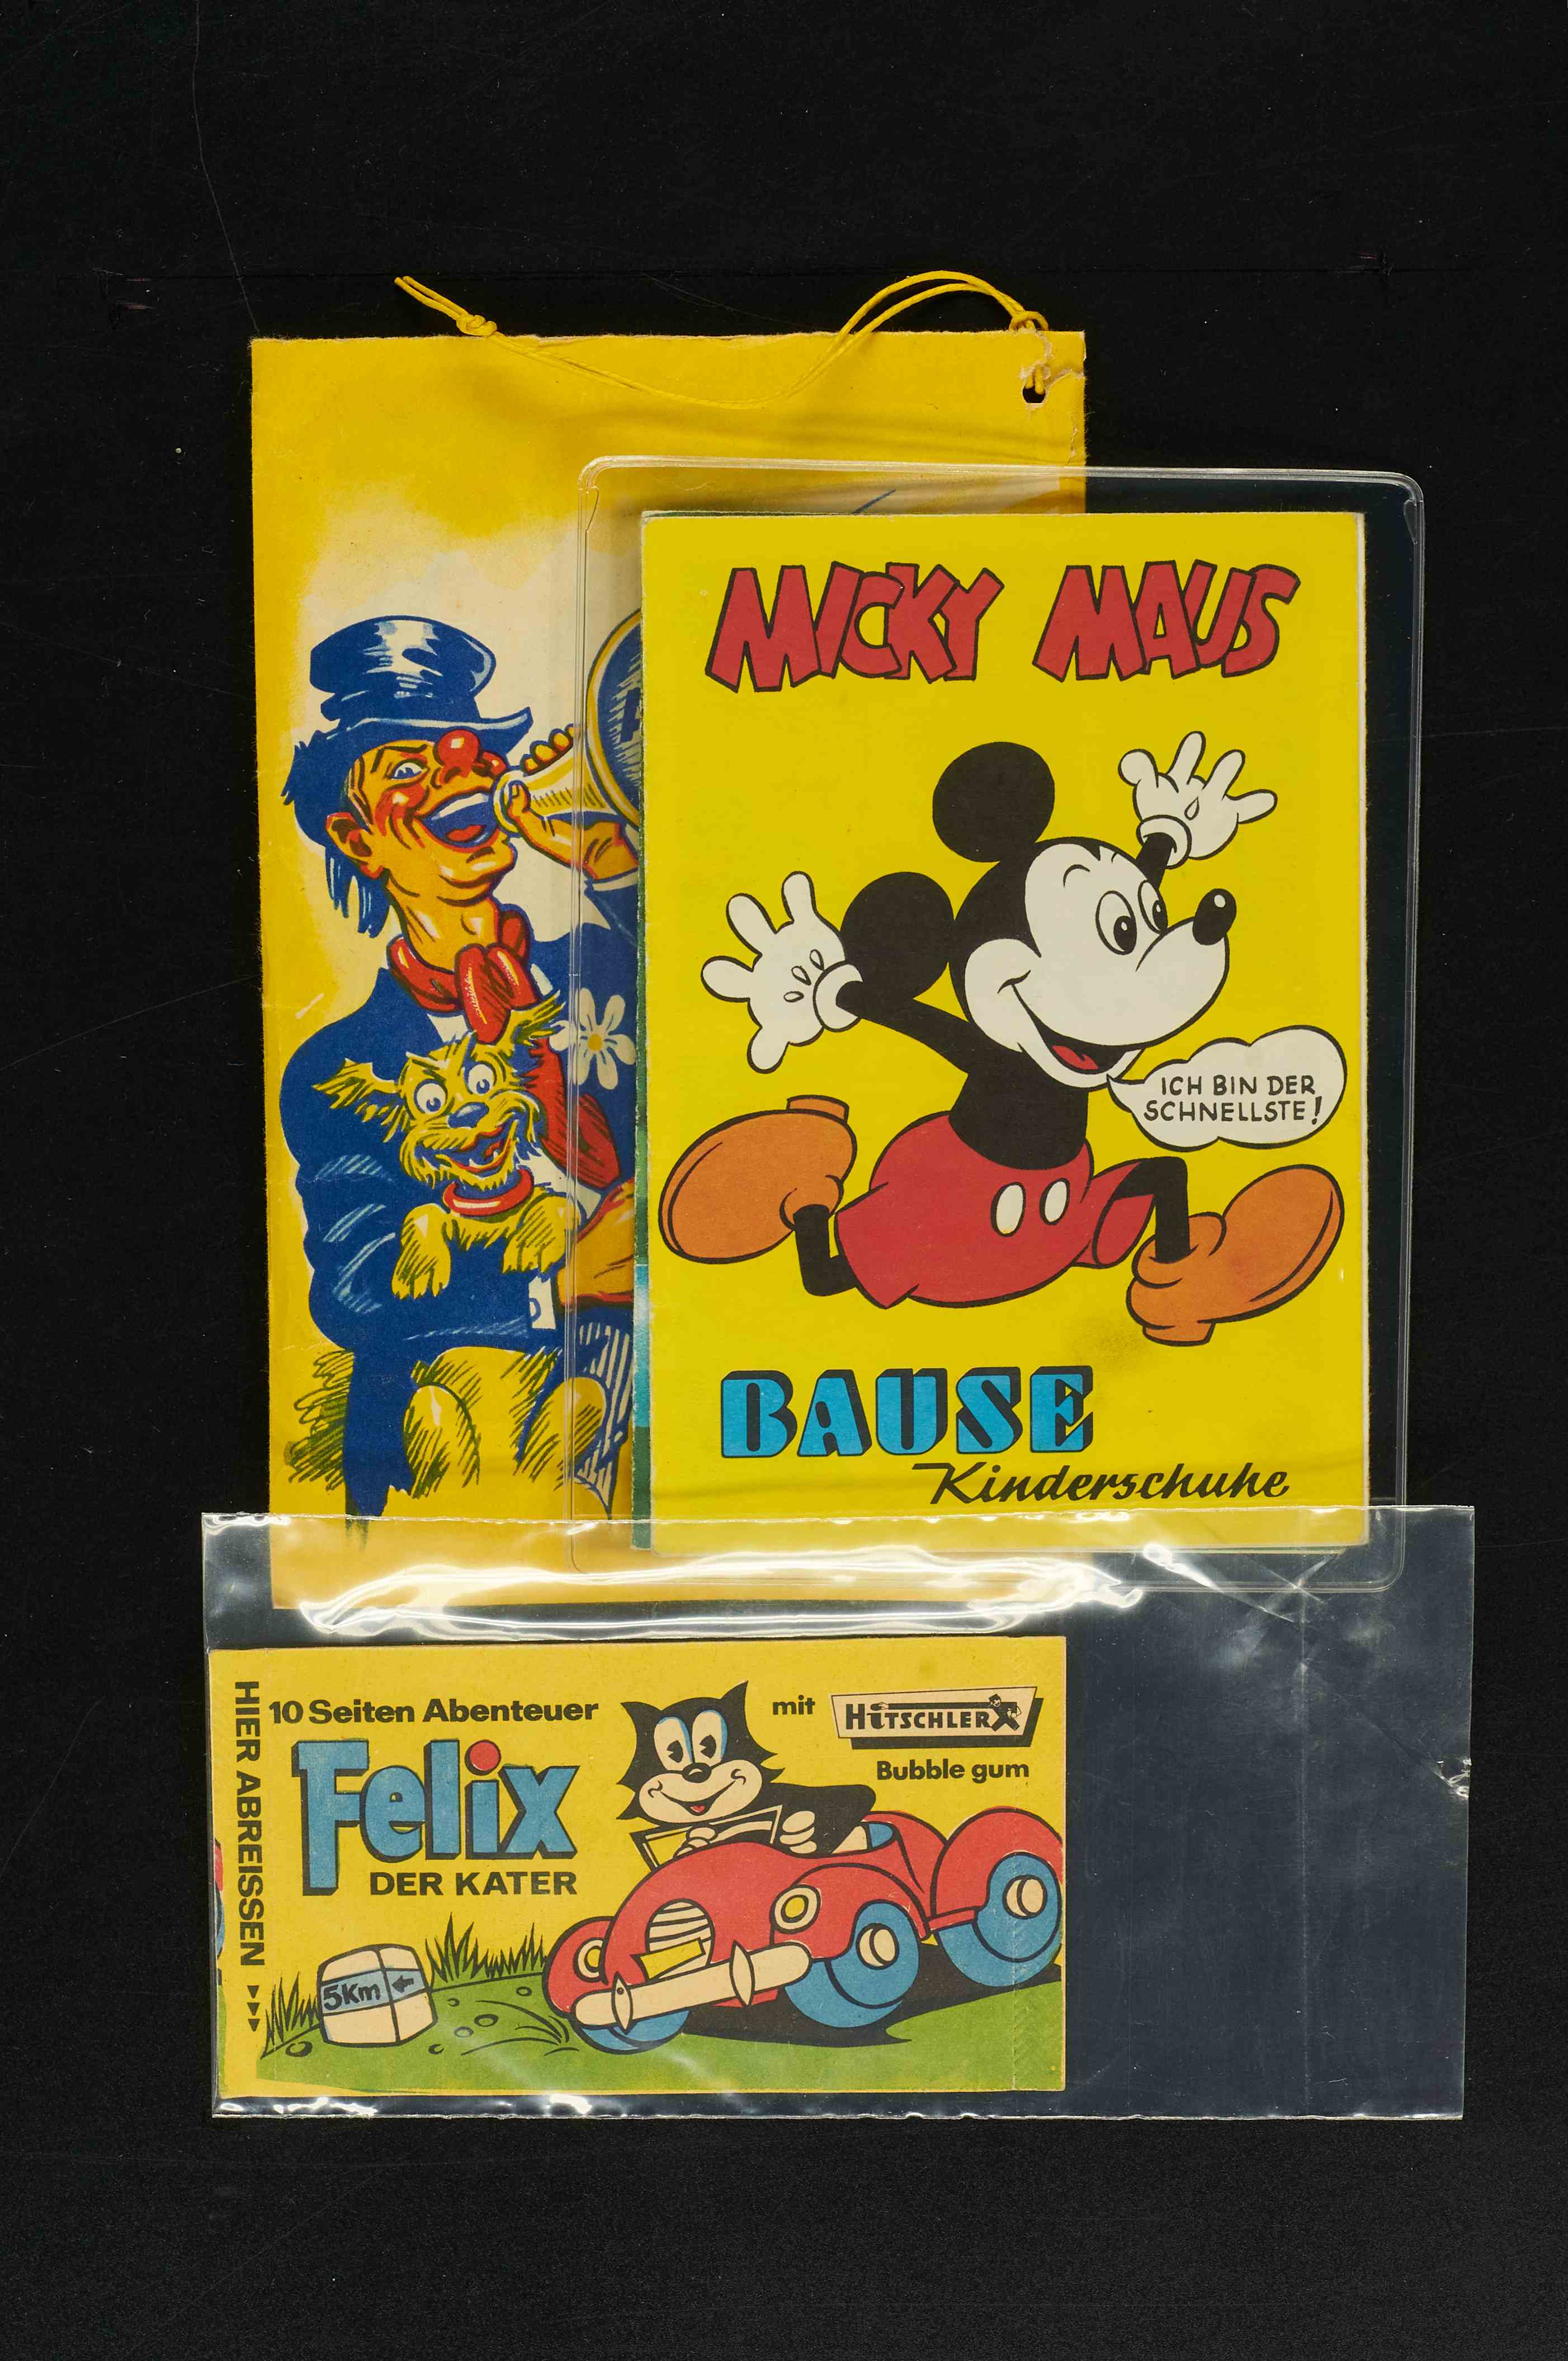 MICKY MAUS
ICH BIN DER
SCHNELLSTE!
BAUSE
Kinderschuhe
HIER ABREISSEN
10 Seiten Abenteuer
Felix
DER KATER
mit
HITSCHLER
Bubble gum
5Km